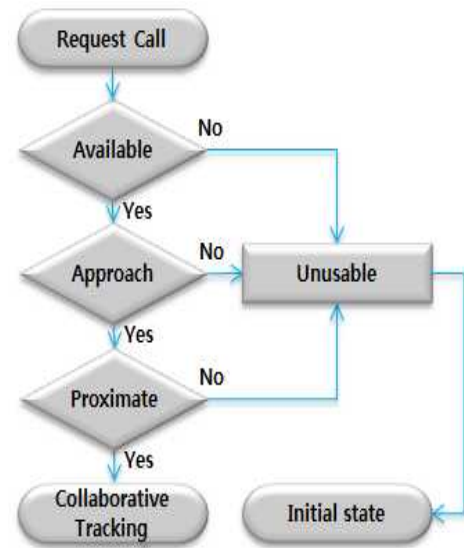 Request Call
No
Available
Yes
No
Approach
Unusable
Yes
No
Proximate
Yes
Collaborative
Tracking
Initial state